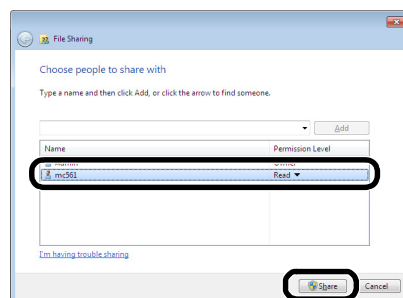 File Sharing
Choose people to share with
Type a name and then click Add, or click the arrow to find someone.
Add
Name Permission Level
Admin Owner
mc561 Read
I'm having trouble sharing
Share Cancel